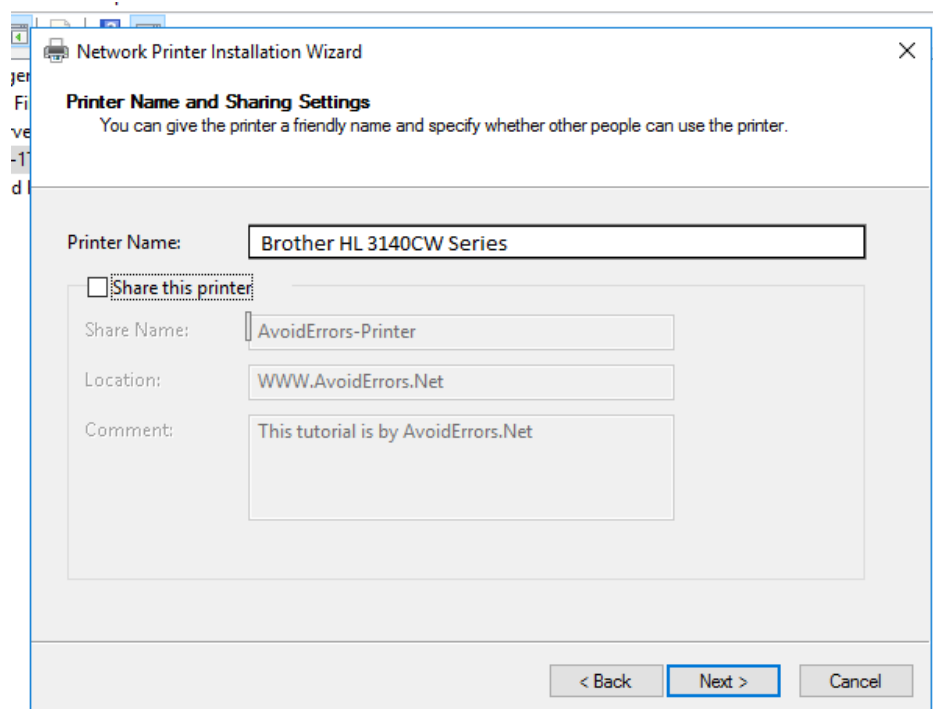 Network Printer Installation Wizard
Printer Name and Sharing Settings
You can give the printer a friendly name and specify whether other people can use the printer.
Printer Name: Brother HL 3140CW Series
Share this printer
Share Name: AvoidErrors-Printer
Location: WWW.AvoidErrors.Net
Comment: This tutorial is by AvoidErrors.Net
< Back Next > Cancel